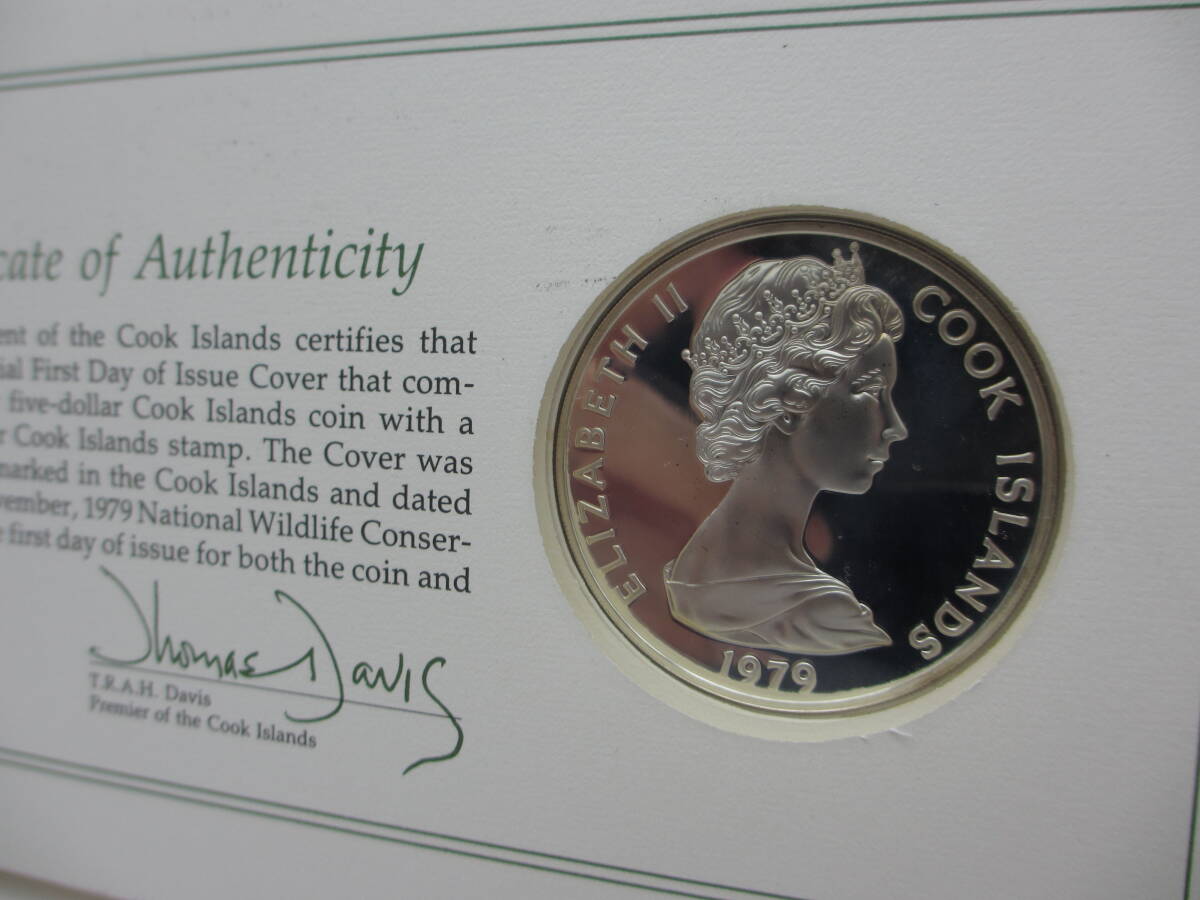 cate of Authenticity
ent of the Cook Islands certifies that
ial First Day of Issue Cover that com-
five-dollar Cook Islands coin with a
r Cook Islands stamp. The Cover was
marked in the Cook Islands and dated
vember, 1979 National Wildlife Conser-
first day of issue for both the coin and
Thomas Davis
T.R.A.H. Davis
Premier of the Cook Islands
ELIZABETH II
COOK ISLANDS
1979